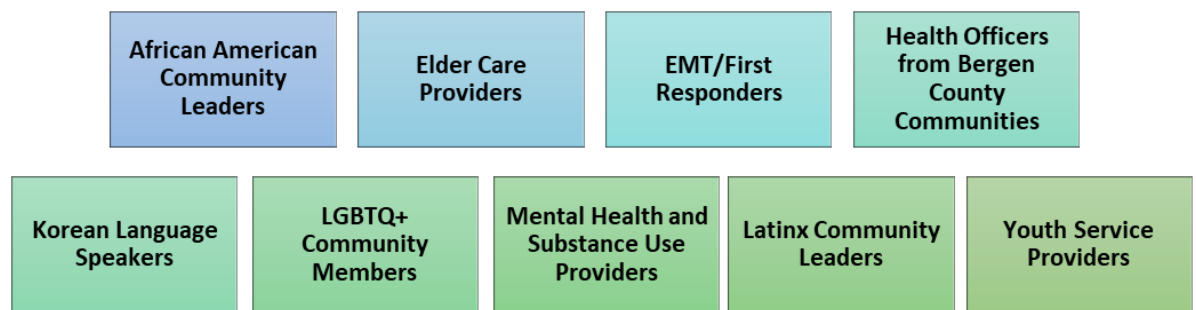 African American
Community
Leaders
Elder Care
Providers
EMT/First
Responders
Health Officers
from Bergen
County
Communities
Korean Language
Speakers
LGBTQ+
Community
Members
Mental Health and
Substance Use
Providers
Latinx Community
Leaders
Youth Service
Providers